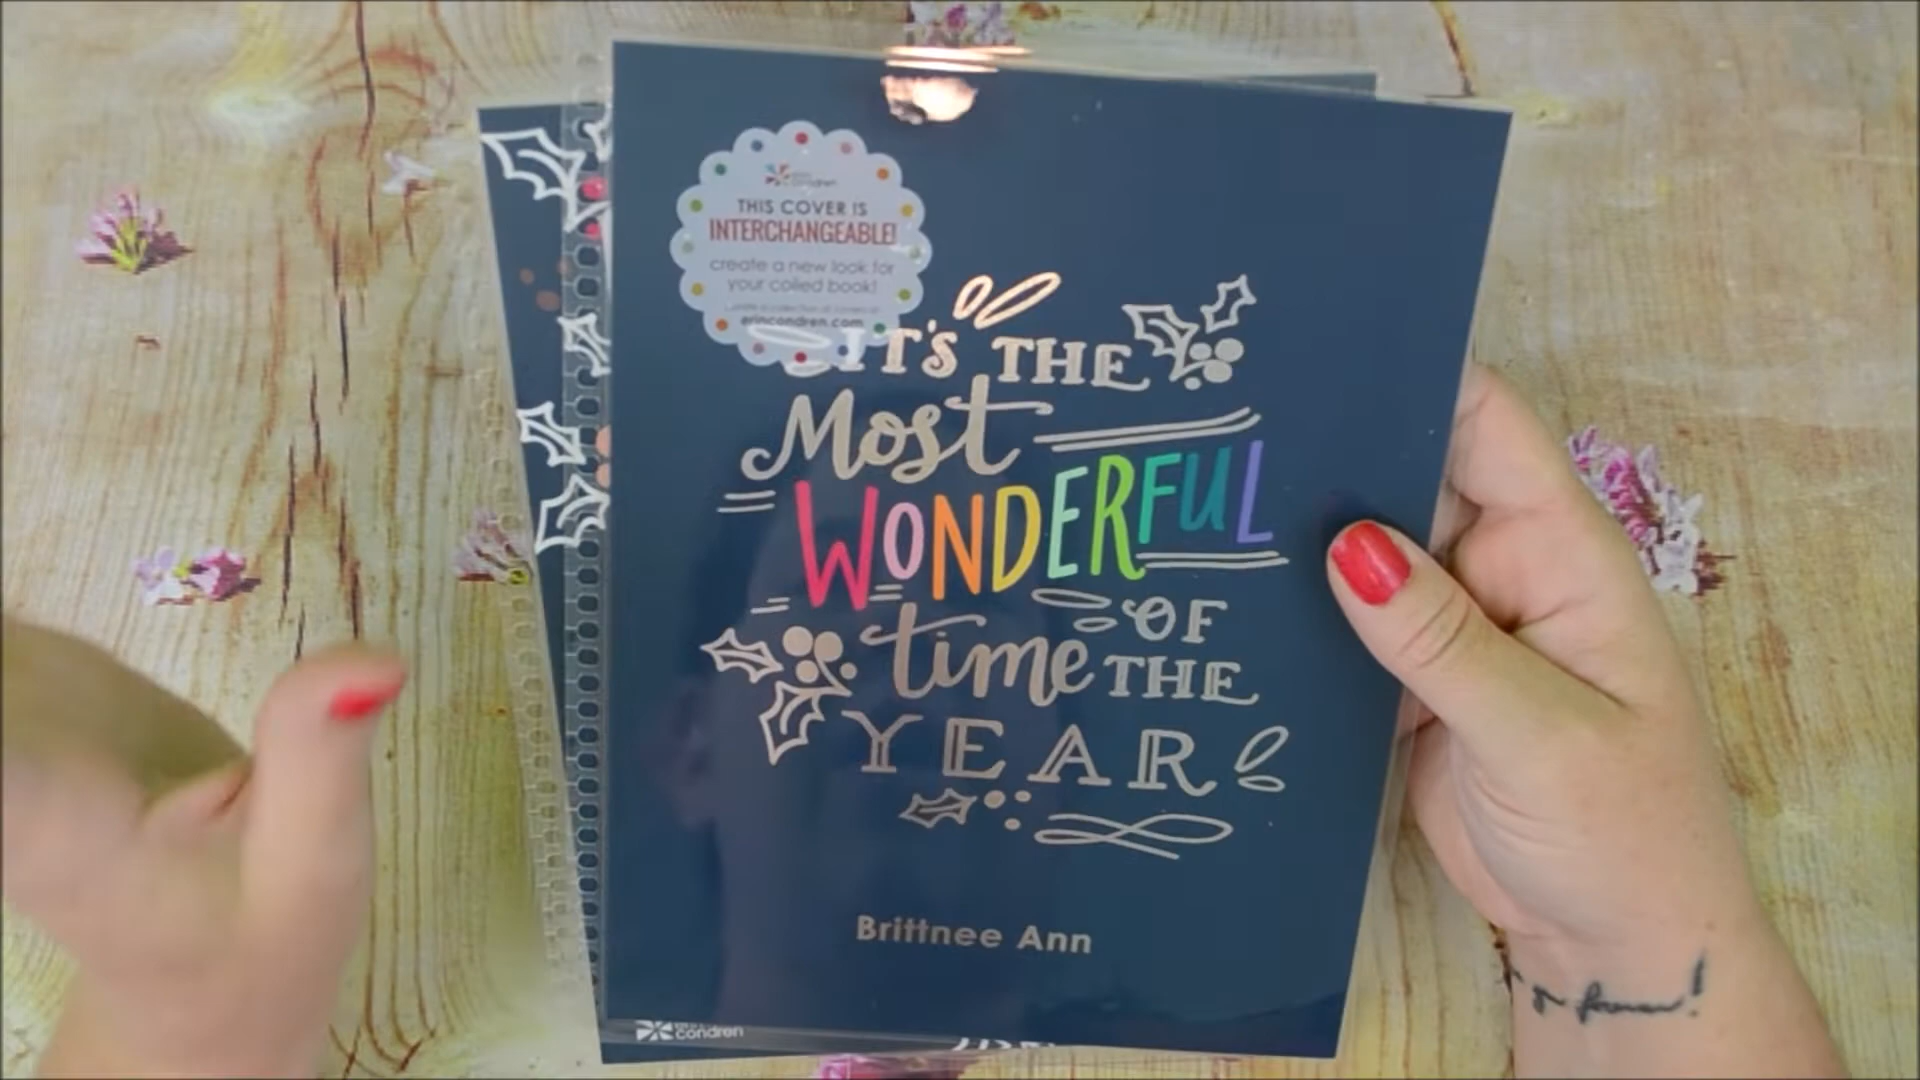 condren
THIS COVER IS
INTERCHANGEABLE!
create a new look for
your coiled book!
erincondren.com
IT'S THE
Most
WONDERFUL
OF
time THE
YEAR
Brittnee Ann
condren